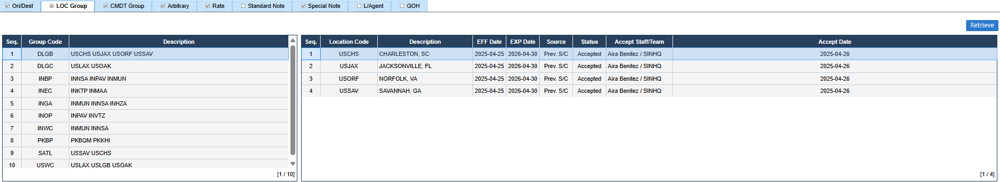 Ori/Dest LOC Group CMDT Group Arbitrary Rate Standard Note Special Note L/Agent GOH
Retrieve
Seq. Group Code Description
1 DLGB USCHS USJAX USORF USSAV
2 DLGC USLAX USOAK
3 INBP INNSA INPAV INMUN
4 INEC INKTP INMAA
5 INGA INMUN INNSA INHZA
6 INOP INPAV INVTZ
7 INWC INMUN INNSA
8 PKBP PKBQM PKKHI
9 SATL USSAV USCHS
10 USWC USLAX USLGB USOAK
[1 / 10]
Seq. Location Code Description EFF Date EXP Date Source Status Accept Staff/Team Accept Date
1 USCHS CHARLESTON, SC 2025-04-25 2026-04-30 Prev. S/C Accepted Aira Benitez / SINHQ 2025-04-26
2 USJAX JACKSONVILLE, FL 2025-04-25 2026-04-30 Prev. S/C Accepted Aira Benitez / SINHQ 2025-04-26
3 USORF NORFOLK, VA 2025-04-25 2026-04-30 Prev. S/C Accepted Aira Benitez / SINHQ 2025-04-26
4 USSAV SAVANNAH, GA 2025-04-25 2026-04-30 Prev. S/C Accepted Aira Benitez / SINHQ 2025-04-26
[1 / 4]